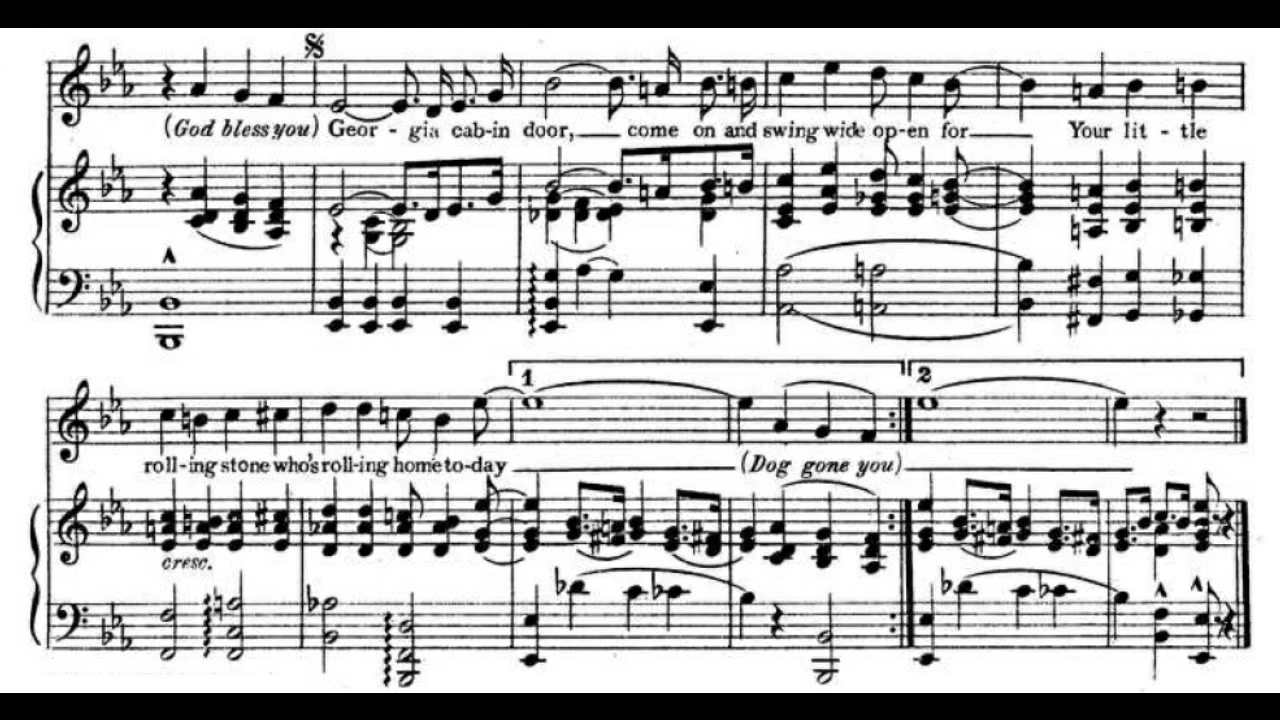 (God bless you) Geor - gia cab-in door, come on and swing wide op-en for Your lit - tle
1 2
roll-ing stone who's roll-ing home to-day (Dog gone you)
cresc.